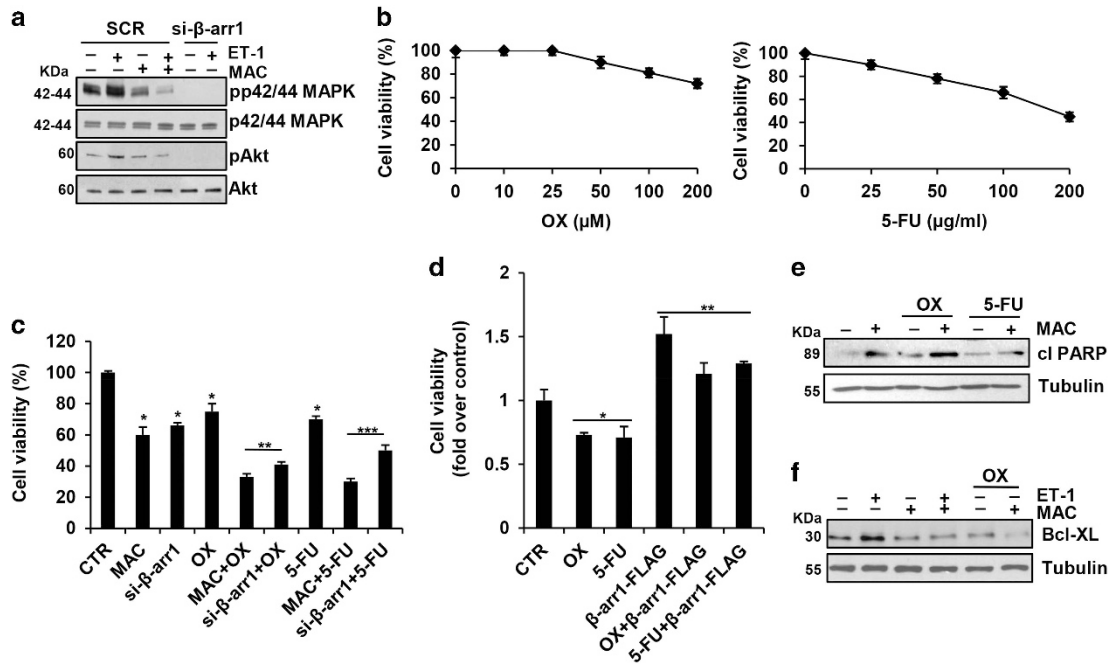 a
SCR si-β-arr1
– + – + – + ET-1
– – + + – – MAC
KDa
42-44 pp42/44 MAPK
42-44 p42/44 MAPK
60 pAkt
60 Akt
b
Cell viability (%)
100
80
60
40
20
0
0 10 25 50 100 200
OX (µM)
Cell viability (%)
100
80
60
40
20
0
0 25 50 100 200
5-FU (µg/ml)
c
Cell viability (%)
120
100
80
60
40
20
0
* * * ** * ***
CTR
MAC
si-β-arr1
OX
MAC+OX
si-β-arr1+OX
5-FU
MAC+5-FU
si-β-arr1+5-FU
d
Cell viability
(fold over control)
2
1.5
1
0.5
0
* **
CTR
OX
5-FU
β-arr1-FLAG
OX+β-arr1-FLAG
5-FU+β-arr1-FLAG
e
OX 5-FU
KDa – + – + – + MAC
89 cl PARP
55 Tubulin
f
OX
– + – + – – ET-1
– – + + – + MAC
KDa
30 Bcl-XL
55 Tubulin